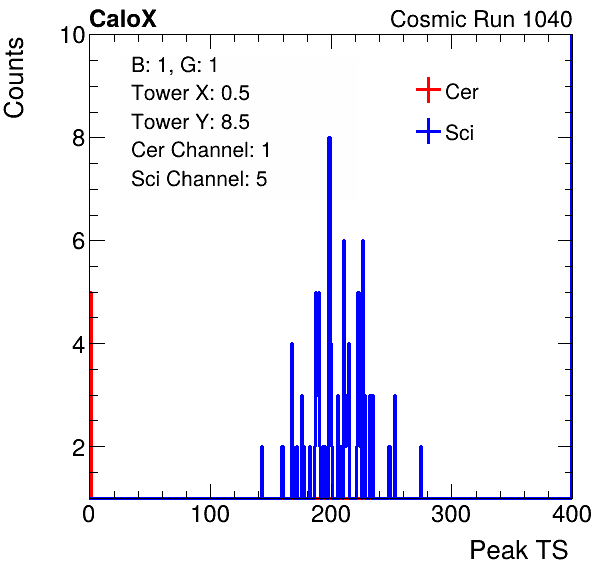 CaloX Cosmic Run 1040
Counts
10
8
6
4
2
B: 1, G: 1
Tower X: 0.5
Tower Y: 8.5
Cer Channel: 1
Sci Channel: 5
Cer
Sci
0 100 200 300 400
Peak TS